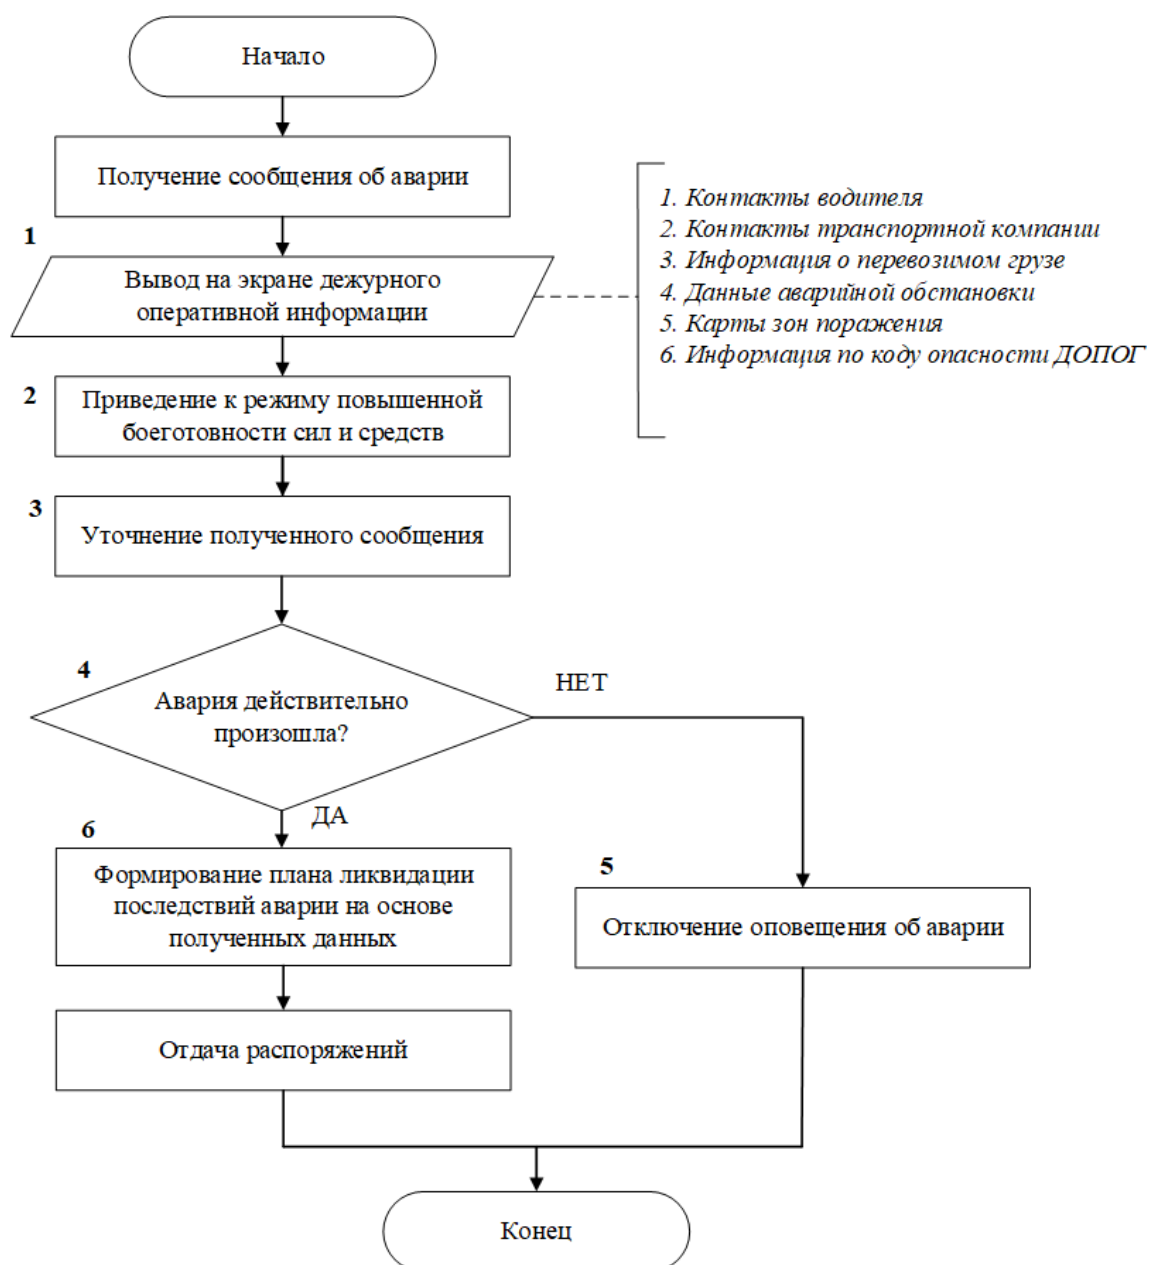 Начало
Получение сообщения об аварии
1
Вывод на экране дежурного
оперативной информации
1. Контакты водителя
2. Контакты транспортной компании
3. Информация о перевозимом грузе
4. Данные аварийной обстановки
5. Карты зон поражения
6. Информация по коду опасности ДОПОГ
2
Приведение к режиму повышенной
боеготовности сил и средств
3
Уточнение полученного сообщения
4
Авария действительно
произошла?
НЕТ
ДА
6
Формирование плана ликвидации
последствий аварии на основе
полученных данных
5
Отключение оповещения об аварии
Отдача распоряжений
Конец